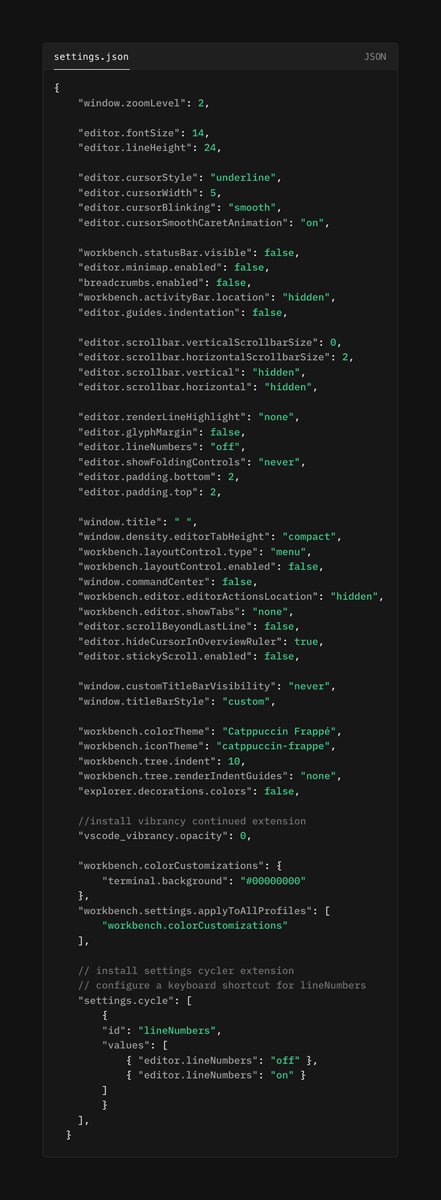 settings.json
JSON
{
"window.zoomLevel": 2,
"editor.fontSize": 14,
"editor.lineHeight": 24,
"editor.cursorStyle": "underline",
"editor.cursorWidth": 5,
"editor.cursorBlinking": "smooth",
"editor.cursorSmoothCaretAnimation": "on",
"workbench.statusBar.visible": false,
"editor.minimap.enabled": false,
"breadcrumbs.enabled": false,
"workbench.activityBar.location": "hidden",
"editor.guides.indentation": false,
"editor.scrollbar.verticalScrollbarSize": 0,
"editor.scrollbar.horizontalScrollbarSize": 2,
"editor.scrollbar.vertical": "hidden",
"editor.scrollbar.horizontal": "hidden",
"editor.renderLineHighlight": "none",
"editor.glyphMargin": false,
"editor.lineNumbers": "off",
"editor.showFoldingControls": "never",
"editor.padding.bottom": 2,
"editor.padding.top": 2,
"window.title": " ",
"window.density.editorTabHeight": "compact",
"workbench.layoutControl.type": "menu",
"workbench.layoutControl.enabled": false,
"window.commandCenter": false,
"workbench.editor.editorActionsLocation": "hidden",
"workbench.editor.showTabs": "none",
"editor.scrollBeyondLastLine": false,
"editor.hideCursorInOverviewRuler": true,
"editor.stickyScroll.enabled": false,
"window.customTitleBarVisibility": "never",
"window.titleBarStyle": "custom",
"workbench.colorTheme": "Catppuccin Frappé",
"workbench.iconTheme": "catppuccin-frappe",
"workbench.tree.indent": 10,
"workbench.tree.renderIndentGuides": "none",
"explorer.decorations.colors": false,
//install vibrancy continued extension
"vscode_vibrancy.opacity": 0,
"workbench.colorCustomizations": {
"terminal.background": "#00000000"
},
"workbench.settings.applyToAllProfiles": [
"workbench.colorCustomizations"
],
// install settings cycler extension
// configure a keyboard shortcut for lineNumbers
"settings.cycle": [
{
"id": "lineNumbers",
"values": [
{ "editor.lineNumbers": "off" },
{ "editor.lineNumbers": "on" }
]
}
],
}